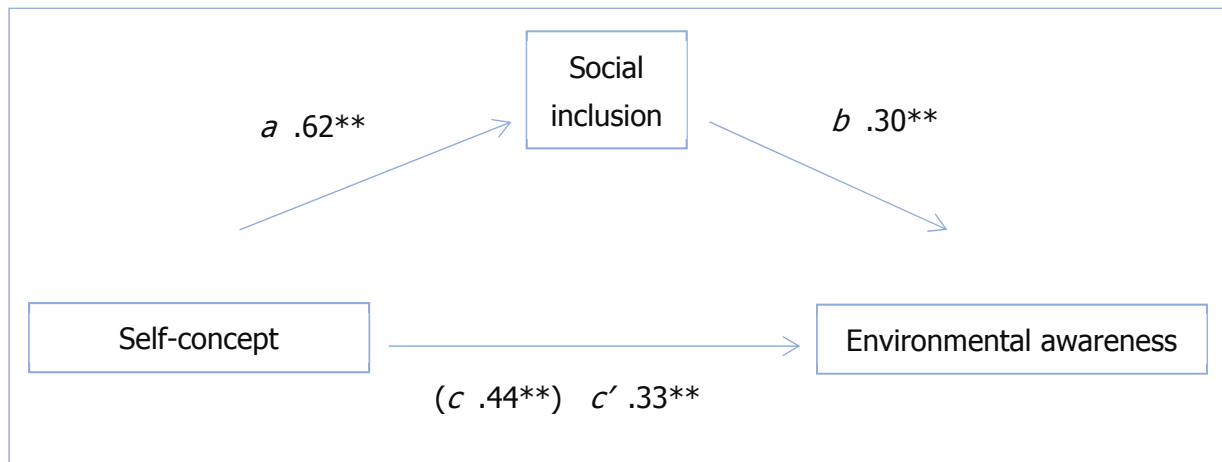 Social
inclusion
a .62**
b .30**
Self-concept
Environmental awareness
(c .44**) c′ .33**